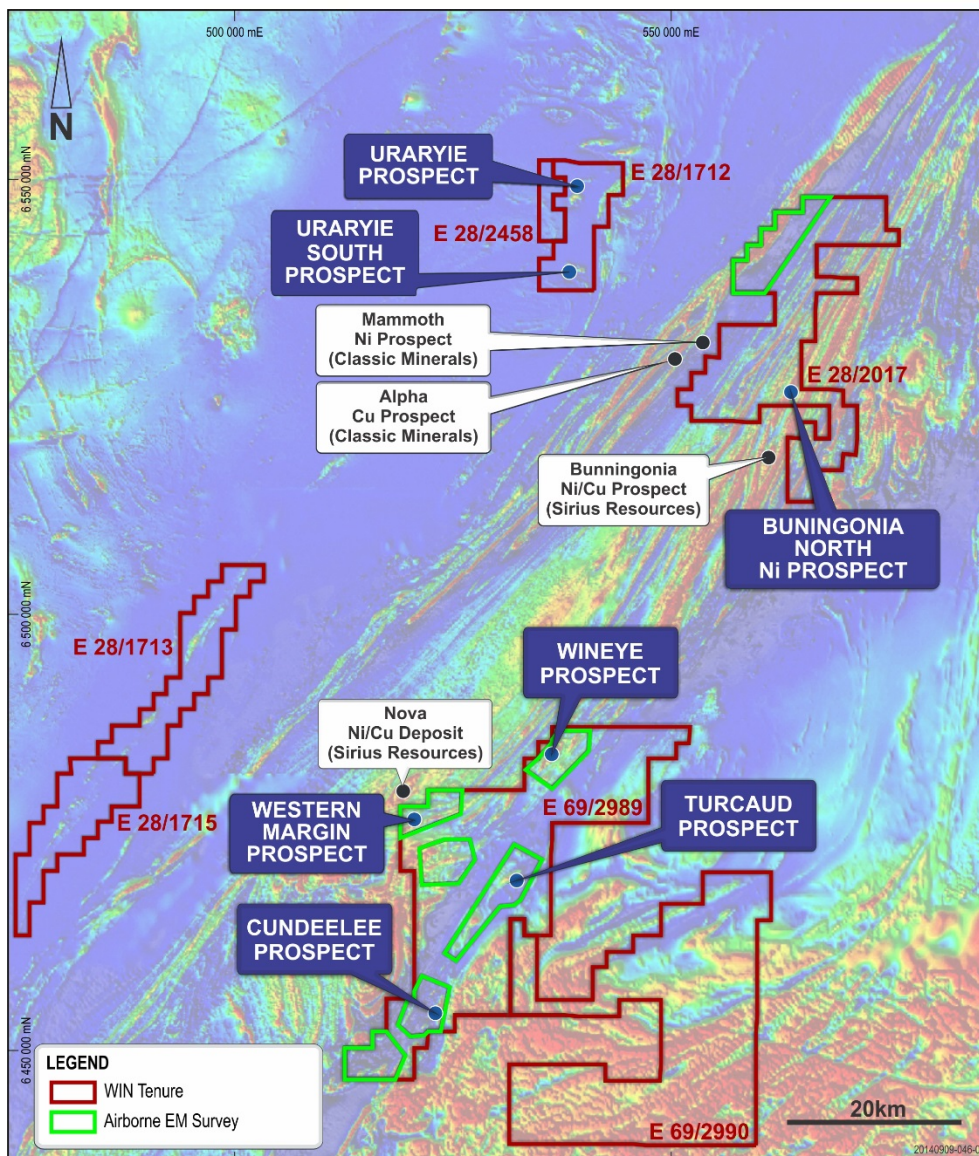 500 000 mE
550 000 mE
N
6 550 000 mN
URARYIE
PROSPECT
E 28/1712
E 28/2458
URARYIE
SOUTH
PROSPECT
Mammoth
Ni Prospect
(Classic Minerals)
Alpha
Cu Prospect
(Classic Minerals)
E 28/2017
Bunningonia
Ni/Cu Prospect
(Sirius Resources)
BUNINGONIA
NORTH
Ni PROSPECT
6 500 000 mN
E 28/1713
WINEYE
PROSPECT
Nova
Ni/Cu Deposit
(Sirius Resources)
E 28/1715
WESTERN
MARGIN
PROSPECT
E 69/2989
TURCAUD
PROSPECT
CUNDEELEE
PROSPECT
6 450 000 mN
LEGEND
WIN Tenure
Airborne EM Survey
20km
E 69/2990